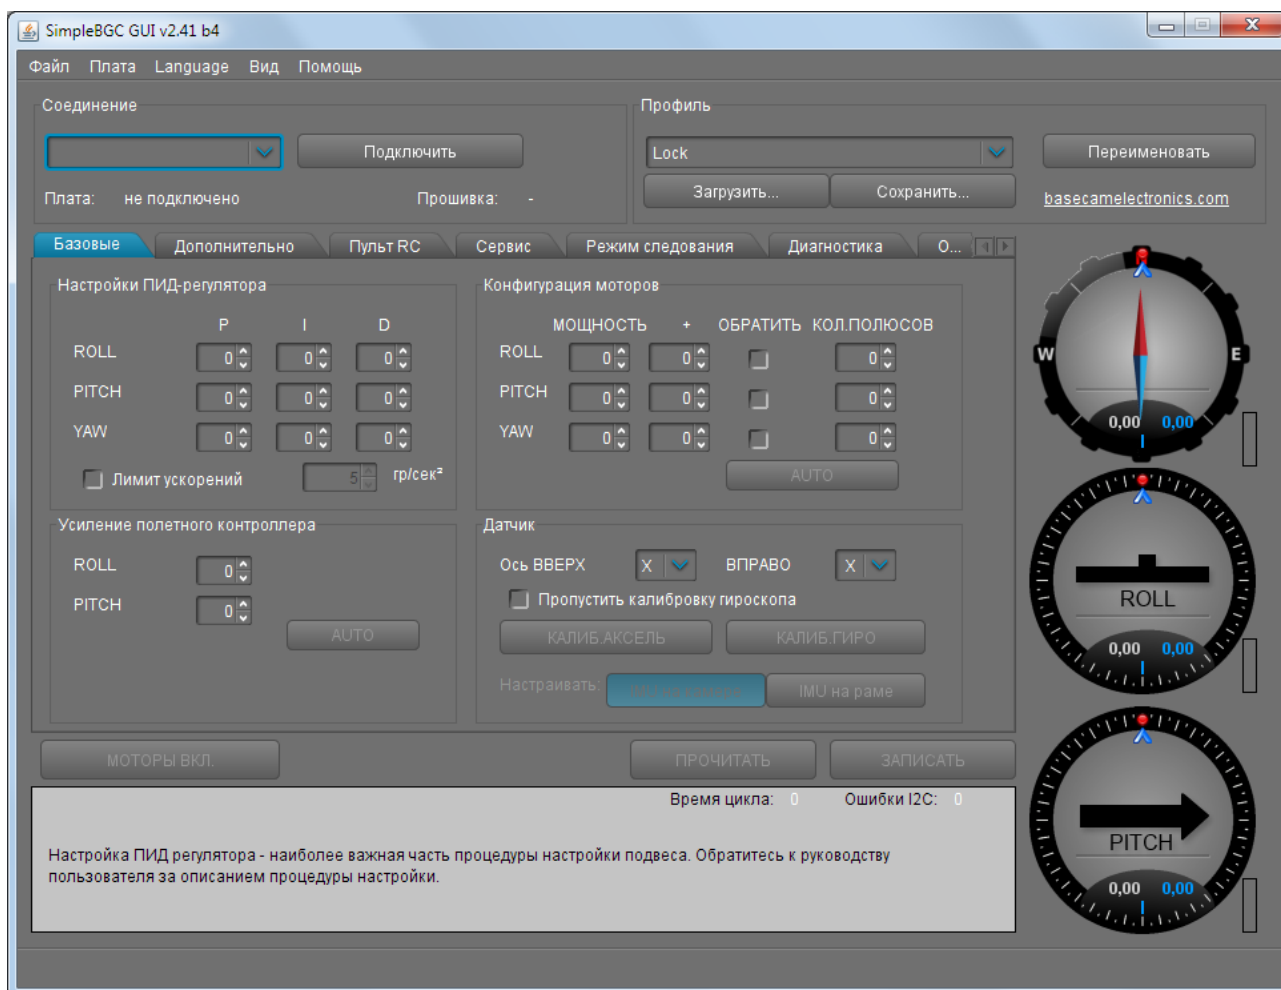 SimpleBGC GUI v2.41 b4
Файл Плата Language Вид Помощь
Соединение
Подключить
Плата: не подключено Прошивка: -
Профиль
Lock
Переименовать
Загрузить... Сохранить...
basecamelectronics.com
Базовые Дополнительно Пульт RC Сервис Режим следования Диагностика О...
Настройки ПИД-регулятора
P I D
ROLL 0 0 0
PITCH 0 0 0
YAW 0 0 0
Лимит ускорений 5 гр/сек²
Конфигурация моторов
МОЩНОСТЬ + ОБРАТИТЬ КОЛ.ПОЛЮСОВ
ROLL 0 0 0
PITCH 0 0 0
YAW 0 0 0
AUTO
Усиление полетного контроллера
ROLL 0
PITCH 0
AUTO
Датчик
Ось ВВЕРХ X ВПРАВО X
Пропустить калибровку гироскопа
КАЛИБ.АКСЕЛЬ КАЛИБ.ГИРО
Настраивать: IMU на раме
МОТОРЫ ВКЛ. ПРОЧИТАТЬ ЗАПИСАТЬ
Время цикла: 0 Ошибки I2C: 0
Настройка ПИД регулятора - наиболее важная часть процедуры настройки подвеса. Обратитесь к руководству
пользователя за описанием процедуры настройки.
W E
0,00 0,00
ROLL
0,00 0,00
PITCH
0,00 0,00